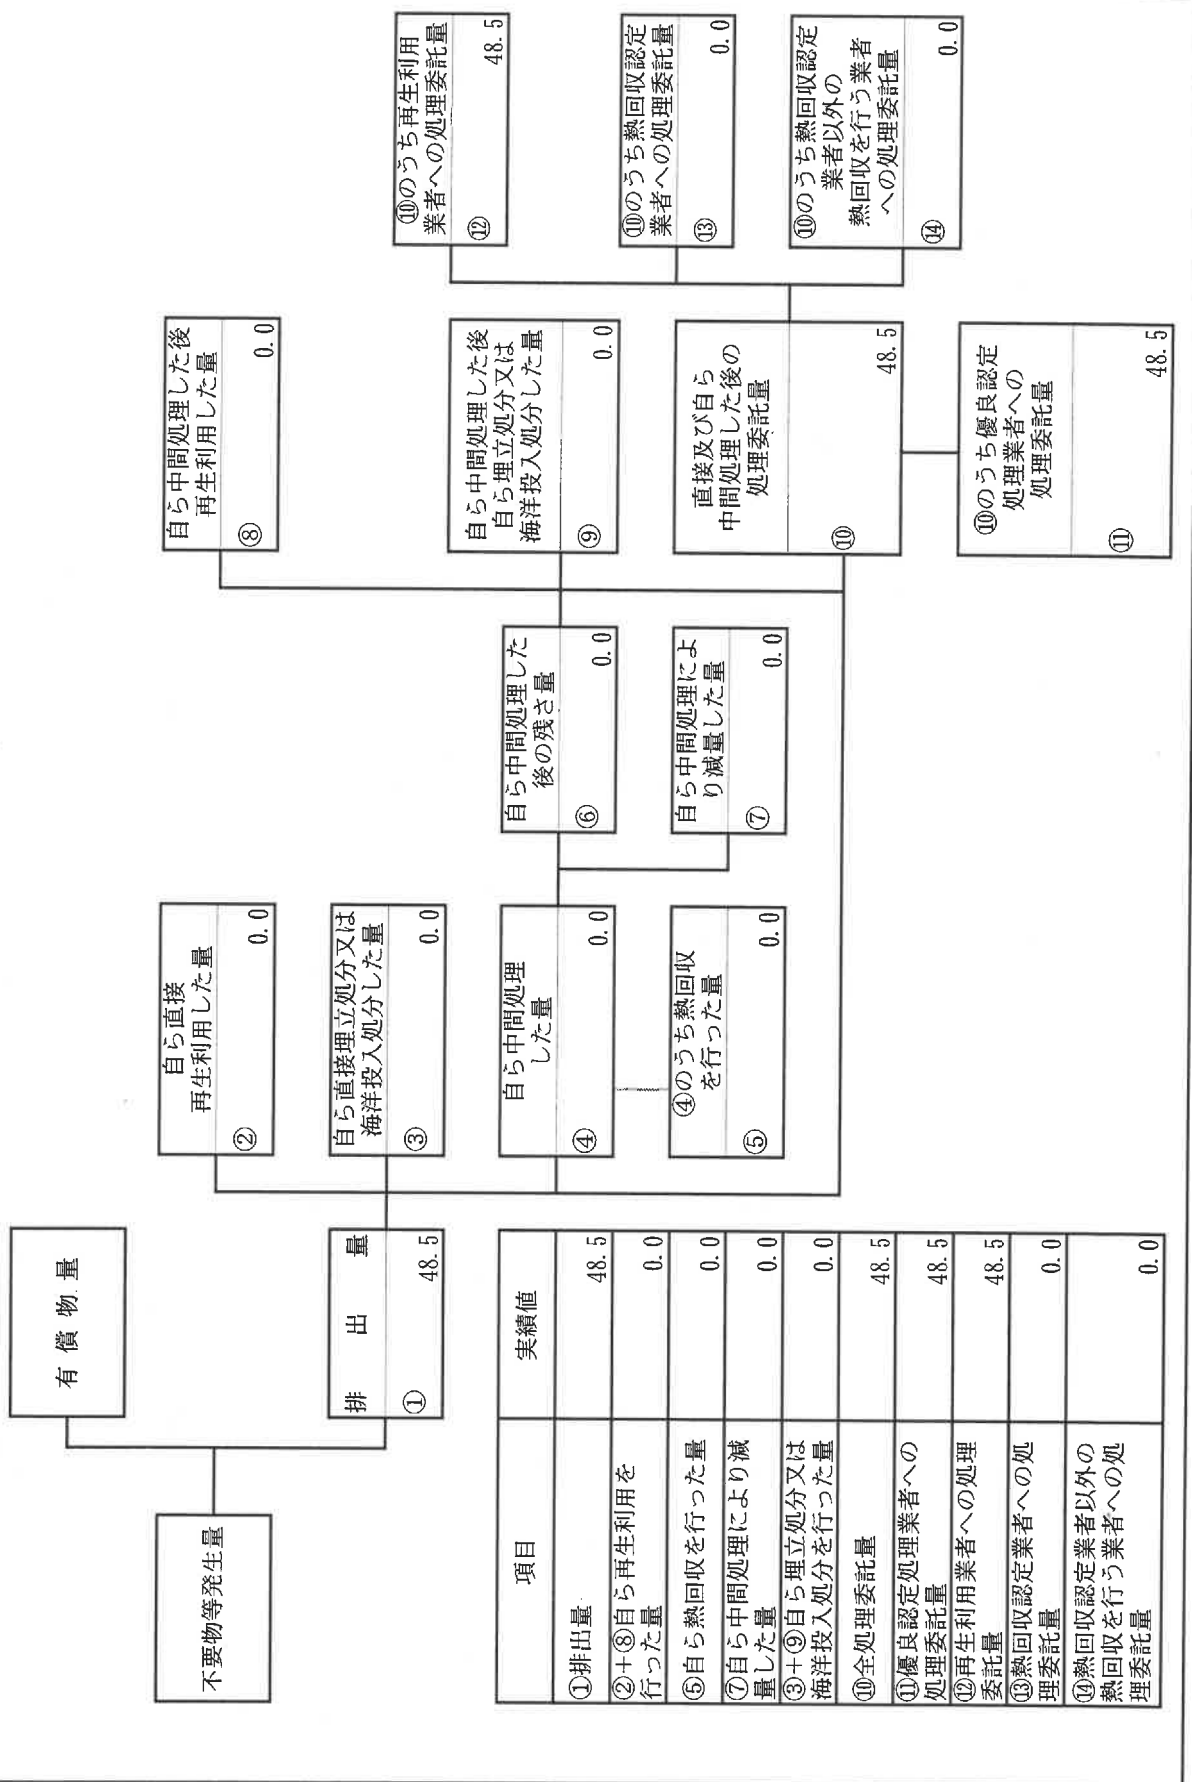 不要物等発生量
有償物量
排出量
① 48.5
自ら直接
再生利用した量
② 0.0
自ら直接埋立処分又は
海洋投入処分した量
③ 0.0
自ら中間処理
した量
④ 0.0
④のうち熱回収
を行った量
⑤ 0.0
自ら中間処理した
後の残さ量
⑥ 0.0
自ら中間処理によ
り減量した量
⑦ 0.0
自ら中間処理した後
再生利用した量
⑧ 0.0
自ら中間処理した後
自ら埋立処分又は
海洋投入処分した量
⑨ 0.0
直接及び自ら
中間処理した後の
処理委託量
⑩ 48.5
⑩のうち優良認定
処理業者への
処理委託量
⑪ 48.5
⑩のうち再生利用
業者への処理委託量
⑫ 48.5
⑩のうち熱回収認定
業者への処理委託量
⑬ 0.0
⑩のうち熱回収認定
業者以外の
熱回収を行う業者
への処理委託量
⑭ 0.0
項目 実績値
①排出量 48.5
②+⑧自ら再生利用を
行った量 0.0
⑤自ら熱回収を行った量 0.0
⑦自ら中間処理により減
量した量 0.0
③+⑨自ら埋立処分又は
海洋投入処分を行った量 0.0
⑩全処理委託量 48.5
⑪優良認定処理業者への
処理委託量 48.5
⑫再生利用業者への処理
委託量 48.5
⑬熱回収認定業者への処
理委託量 0.0
⑭熱回収認定業者以外の
熱回収を行う業者への処
理委託量 0.0